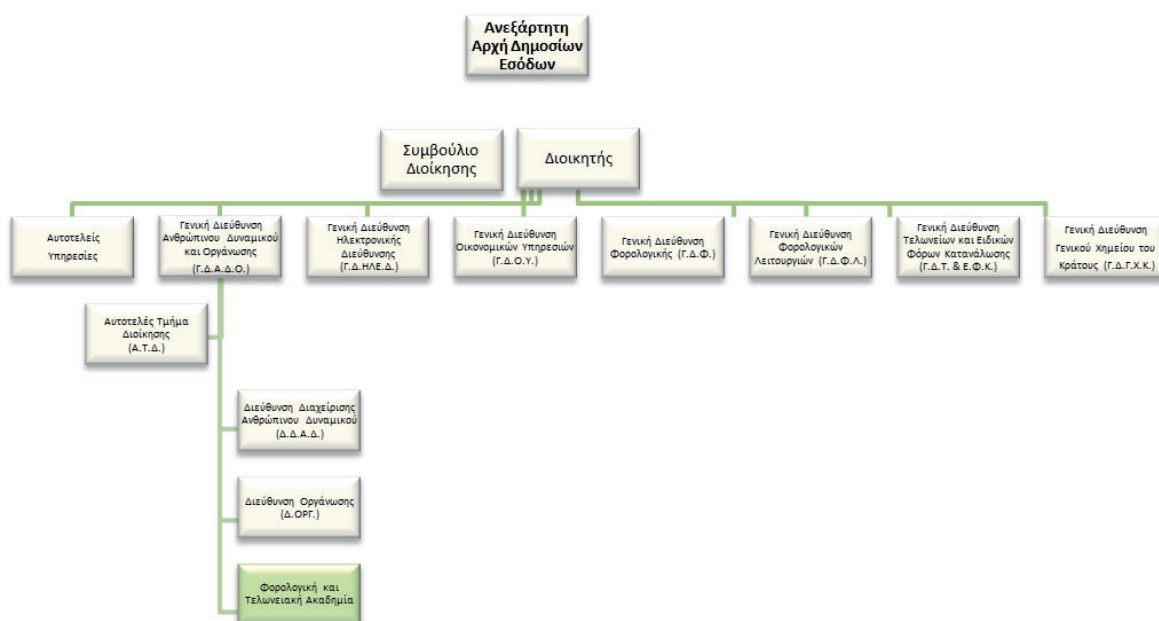 Ανεξάρτητη
Αρχή Δημοσίων
Εσόδων
Συμβούλιο
Διοίκησης
Διοικητής
Αυτοτελείς
Υπηρεσίες
Γενική Διεύθυνση
Ανθρώπινου Δυναμικού
και Οργάνωσης
(Γ.Δ.Α.Δ.Ο.)
Γενική Διεύθυνση
Ηλεκτρονικής
Διεύθυνσης
(Γ.Δ.ΗΛΕ.Δ.)
Γενική Διεύθυνση
Οικονομικών Υπηρεσιών
(Γ.Δ.Ο.Υ.)
Γενική Διεύθυνση
Φορολογικής (Γ.Δ.Φ.)
Γενική Διεύθυνση
Φορολογικών
Λειτουργιών (Γ.Δ.Φ.Λ.)
Γενική Διεύθυνση
Τελωνείων και Ειδικών
Φόρων Κατανάλωσης
(Γ.Δ.Τ. & Ε.Φ.Κ.)
Γενική Διεύθυνση
Γενικού Χημείου του
Κράτους (Γ.Δ.Γ.Χ.Κ.)
Αυτοτελές Τμήμα
Διοίκησης
(Α.Τ.Δ.)
Διεύθυνση Διαχείρισης
Ανθρώπινου Δυναμικού
(Δ.Δ.Α.Δ.)
Διεύθυνση Οργάνωσης
(Δ.ΟΡΓ.)
Φορολογική και
Τελωνειακή Ακαδημία